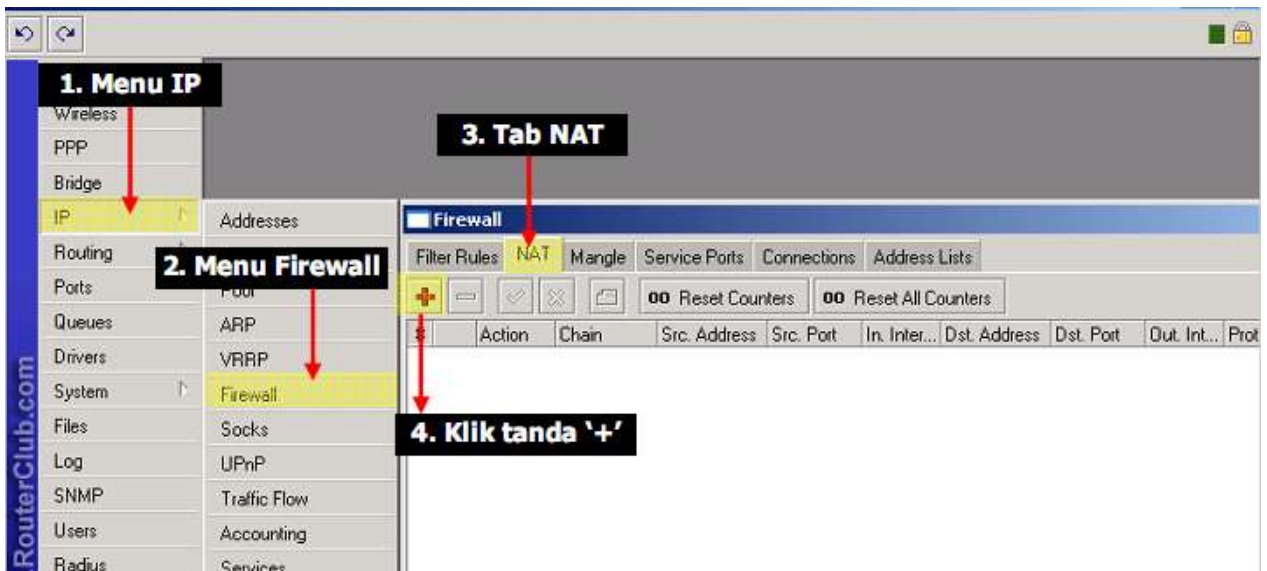 1. Menu IP
Wireless
PPP
Bridge
IP
Routing
Ports
Queues
Drivers
System
Files
Log
SNMP
Users
Radius
RouterClub.com
2. Menu Firewall
Addresses
Pool
ARP
VRRP
Firewall
Socks
UPnP
Traffic Flow
Accounting
Services
3. Tab NAT
Firewall
Filter Rules NAT Mangle Service Ports Connections Address Lists
00 Reset Counters 00 Reset All Counters
# Action Chain Src. Address Src. Port In. Inter... Dst. Address Dst. Port Out. Int... Prot
4. Klik tanda ‘+’